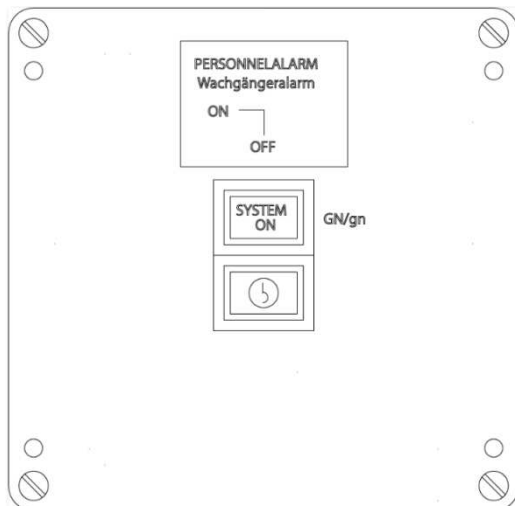 PERSONNELALARM
Wachgängeralarm
ON
OFF
SYSTEM
ON
GN/gn